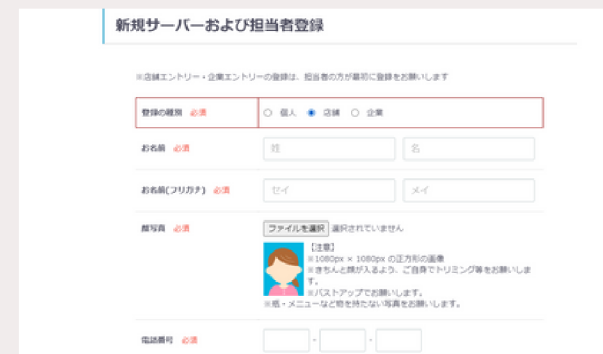 新規サーバーおよび担当者登録
※店舗エントリー・企業エントリーの登録は、担当者の方が最初に登録をお願いします
登録の種別 必須 個人 店舗 企業
お名前 必須 姓 名
お名前(フリガナ) 必須 セイ メイ
顔写真 必須 ファイルを選択 選択されていません
【注意】
※1080px × 1080px の正方形の画像
※きちんと顔が入るよう、ご自身でトリミング等をお願いしま
す。
※バストアップでお願いします。
※瓶・メニューなど物を持たない写真をお願いします。
電話番号 必須 - -